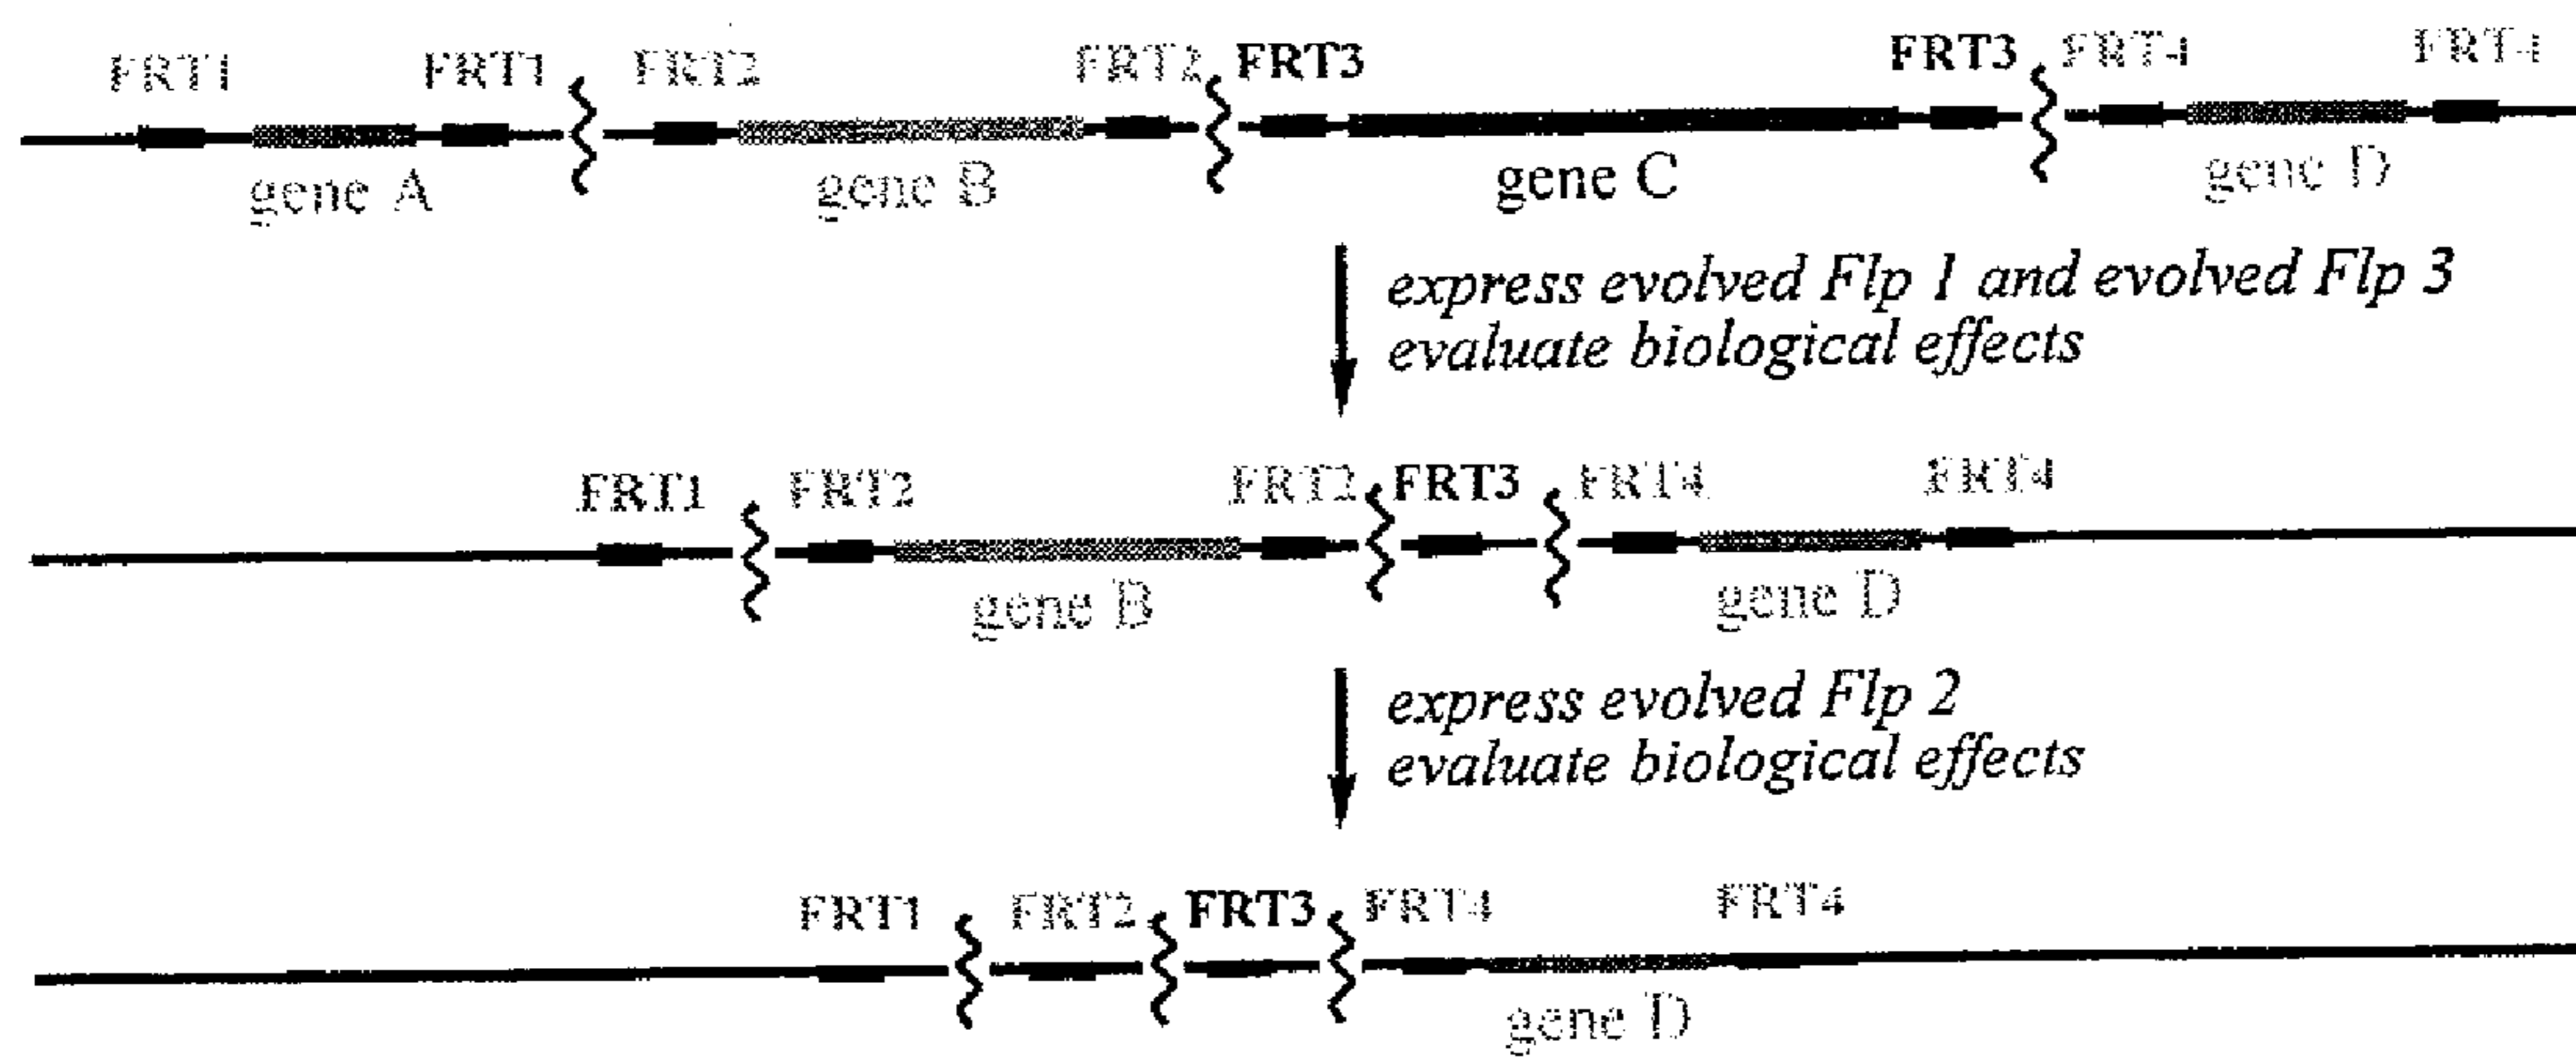 FRT1 FRT1 FRT2 FRT2 FRT3 FRT3 FRT4 FRT4
gene A gene B gene C gene D
express evolved Flp 1 and evolved Flp 3
evaluate biological effects
FRT1 FRT2 FRT2 FRT3 FRT4 FRT4
gene B gene D
express evolved Flp 2
evaluate biological effects
FRT1 FRT2 FRT3 FRT4 FRT4
gene D